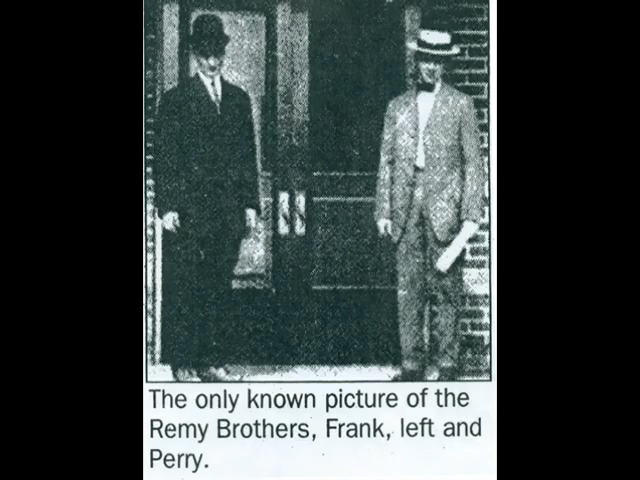 The only known picture of the
Remy Brothers, Frank, left and
Perry.